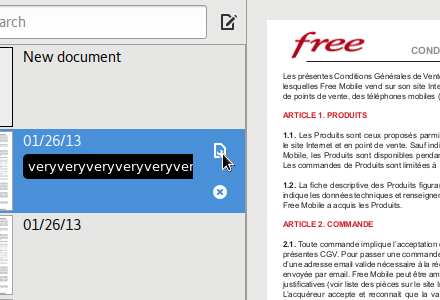 arch
New document
01/26/13
veryveryveryveryver
01/26/13
free
COND
Les présentes Conditions Générales de Vente
lesquelles Free Mobile vend sur son site Inte
de points de vente, des téléphones mobiles (
ARTICLE 1. PRODUITS
1.1. Les Produits sont ceux proposés parmi
le site Internet et en point de vente. Sauf indi
Mobile, les Produits sont disponibles pendan
Les commandes de Produits sont limitées à
1.2. La fiche descriptive des Produits figuran
indique les données techniques et renseignem
Free Mobile a acquis les Produits.
ARTICLE 2. COMMANDE
2.1. Toute commande implique l'acceptation d
présentes CGV. Pour passer une commande
d'une adresse email valide nécessaire à la ré
envoyée par email. Free Mobile peut être am
justificatives (voir liste des pièces sur le site I
L'acquéreur accepte et reconnait que la va